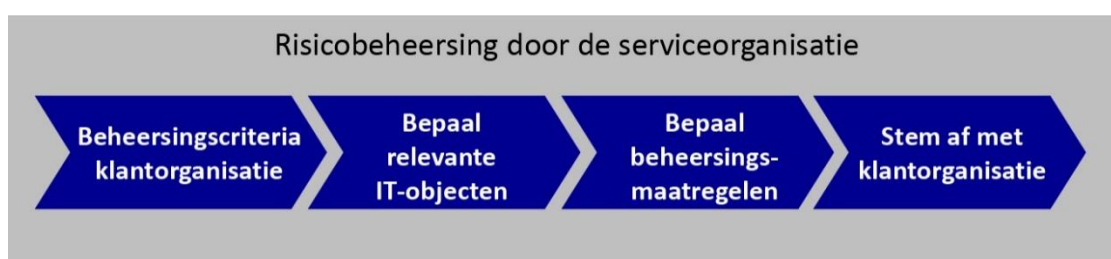 Risicobeheersing door de serviceorganisatie
Beheersingscriteria
klantorganisatie
Bepaal
relevante
IT-objecten
Bepaal
beheersings-
maatregelen
Stem af met
klantorganisatie